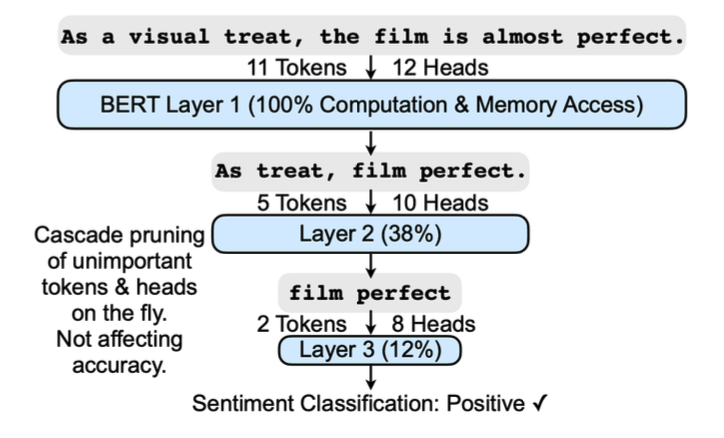 As a visual treat, the film is almost perfect.
11 Tokens 12 Heads
BERT Layer 1 (100% Computation & Memory Access)
As treat, film perfect.
5 Tokens 10 Heads
Layer 2 (38%)
film perfect
2 Tokens 8 Heads
Layer 3 (12%)
Cascade pruning
of unimportant
tokens & heads
on the fly.
Not affecting
accuracy.
Sentiment Classification: Positive ✓